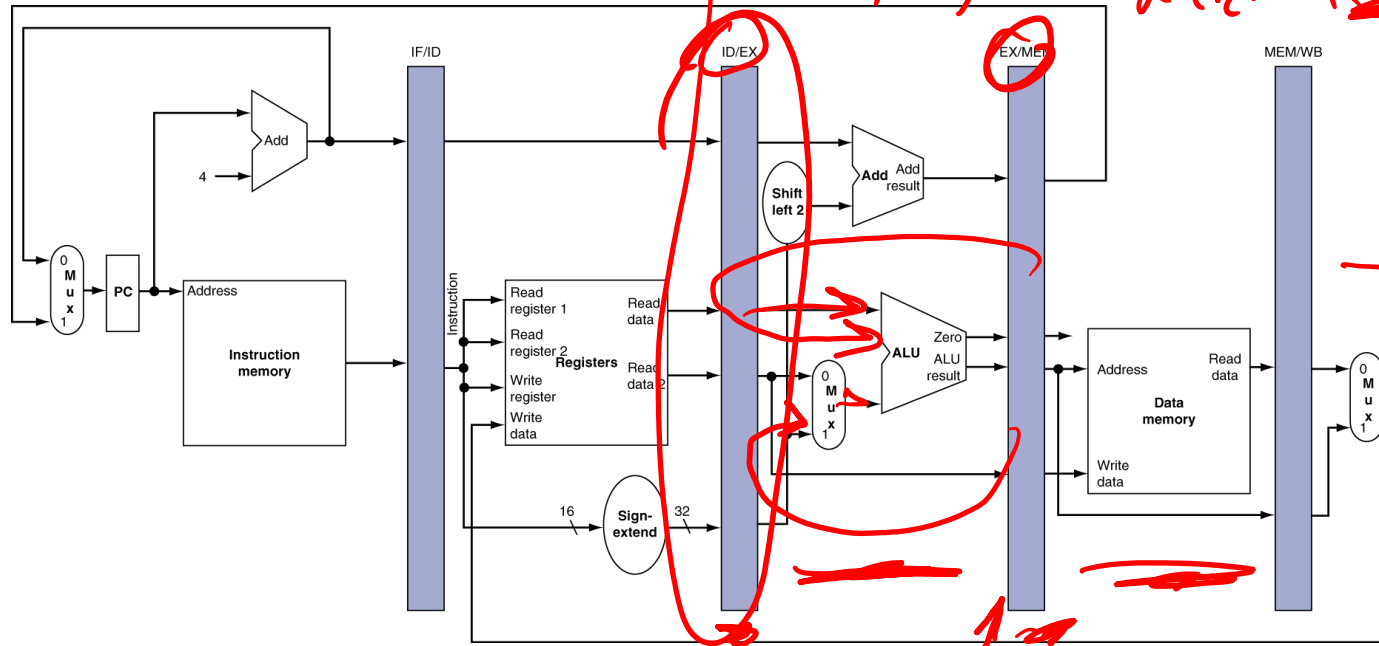 IF/ID
ID/EX
EX/MEM
MEM/WB
Add
4
Shift
left 2
Add
Add
result
0
M
u
x
1
PC
Address
Instruction
memory
Instruction
Read
register 1
Read
register 2
Write
register
Write
data
Registers
Read
data
Read
data 2
16
Sign-
extend
32
0
M
u
x
1
ALU
Zero
ALU
result
Address
Read
data
Data
memory
Write
data
0
M
u
x
1